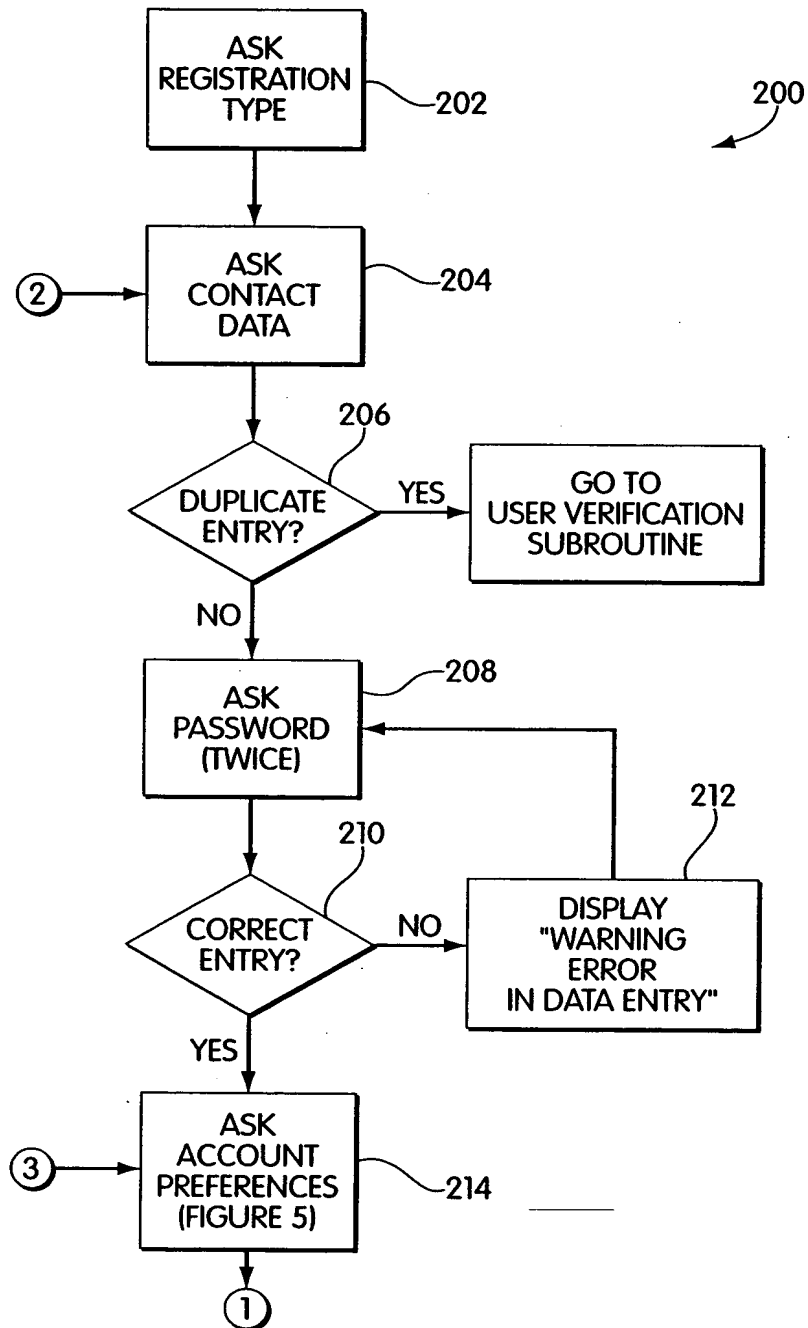 ASK
REGISTRATION
TYPE
202
200
ASK
CONTACT
DATA
204
2
206
DUPLICATE
ENTRY?
YES
GO TO
USER VERIFICATION
SUBROUTINE
NO
208
ASK
PASSWORD
(TWICE)
210
212
CORRECT
ENTRY?
NO
DISPLAY
"WARNING
ERROR
IN DATA ENTRY"
YES
ASK
ACCOUNT
PREFERENCES
(FIGURE 5)
3
214
1